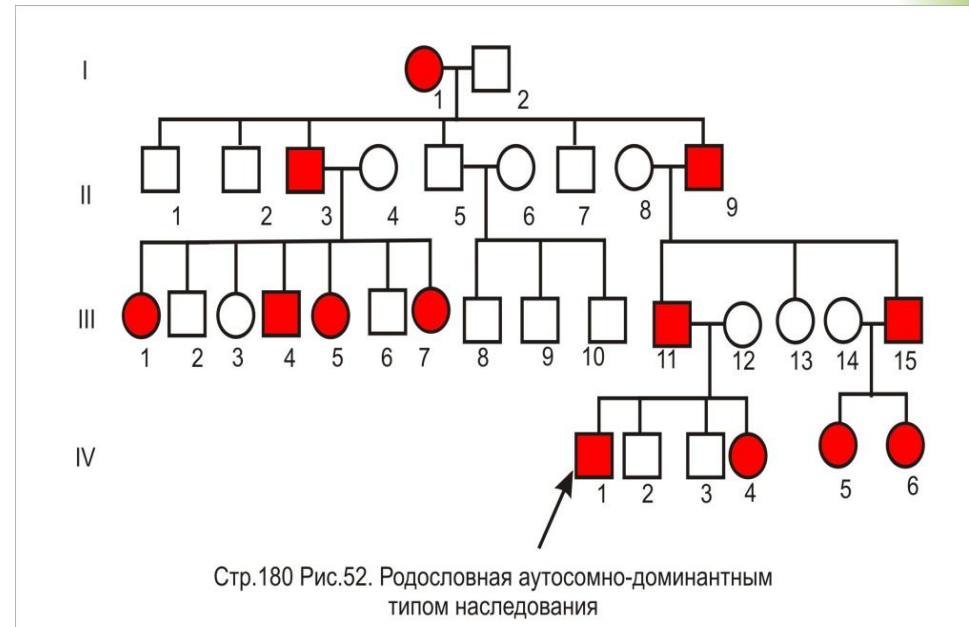 I
1 2
II
1 2 3 4 5 6 7 8 9
III
1 2 3 4 5 6 7 8 9 10 11 12 13 14 15
IV
1 2 3 4 5 6
Стр.180 Рис.52. Родословная аутосомно-доминантным
типом наследования